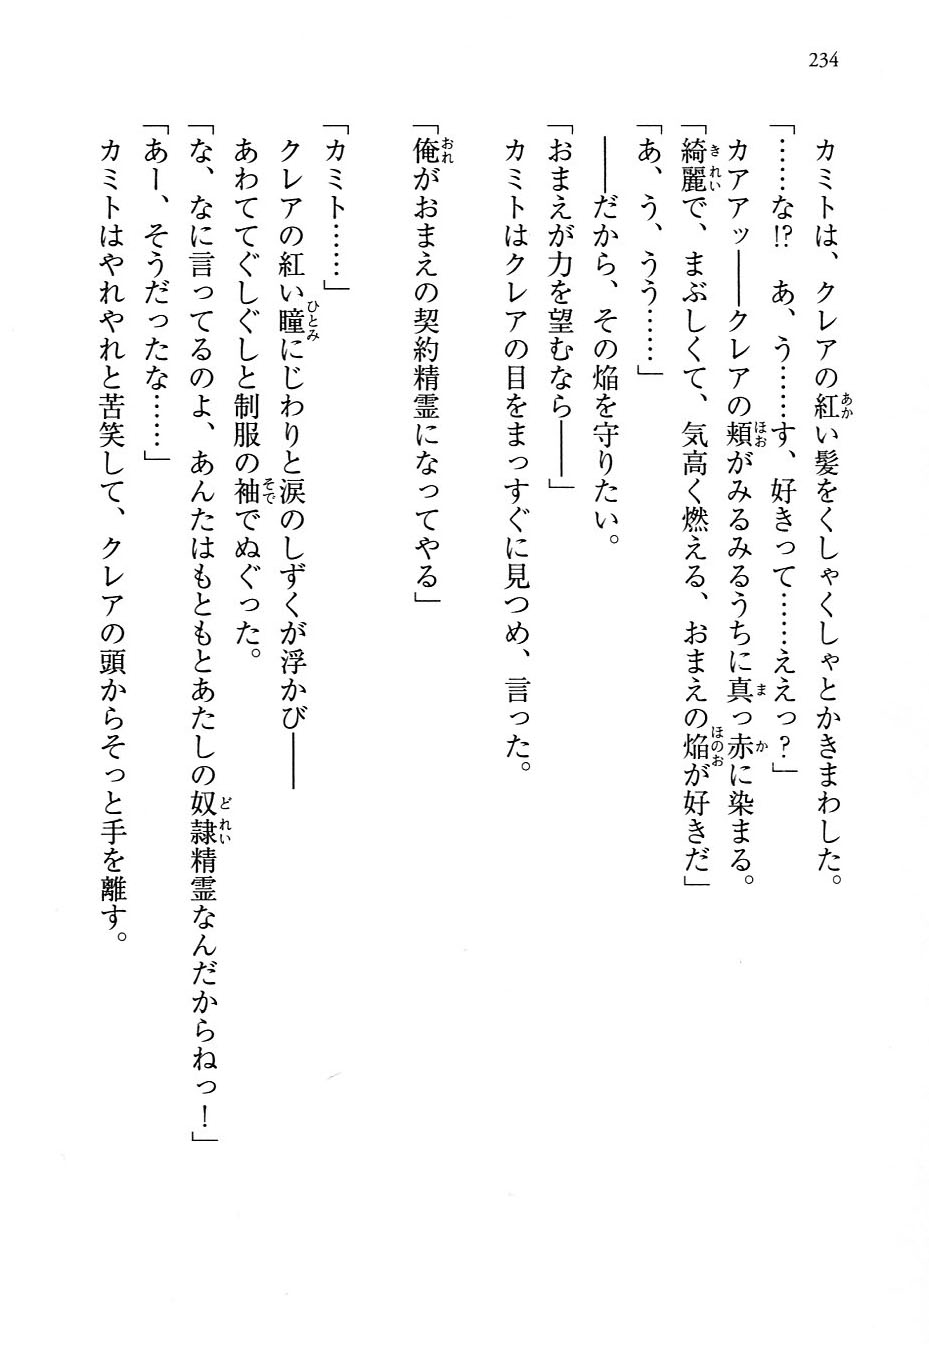 234
カミトは、クレアの紅い髪をくしゃくしゃとかきまわした。
「……な!?　あ、う……す、好きって……ええっ？」
カアアッ――クレアの頬がみるみるうちに真っ赤に染まる。
「綺麗で、まぶしくて、気高く燃える、おまえの焔が好きだ」
「あ、う、うう……」
――だから、その焔を守りたい。
「おまえが力を望むなら――」
カミトはクレアの目をまっすぐに見つめ、言った。
「俺がおまえの契約精霊になってやる」
「カミト……」
クレアの紅い瞳にじわりと涙のしずくが浮かび――
あわててぐしぐしと制服の袖でぬぐった。
「な、なに言ってるのよ、あんたはもともとあたしの奴隷精霊なんだからねっ！」
「あー、そうだったな……」
カミトはやれやれと苦笑して、クレアの頭からそっと手を離す。